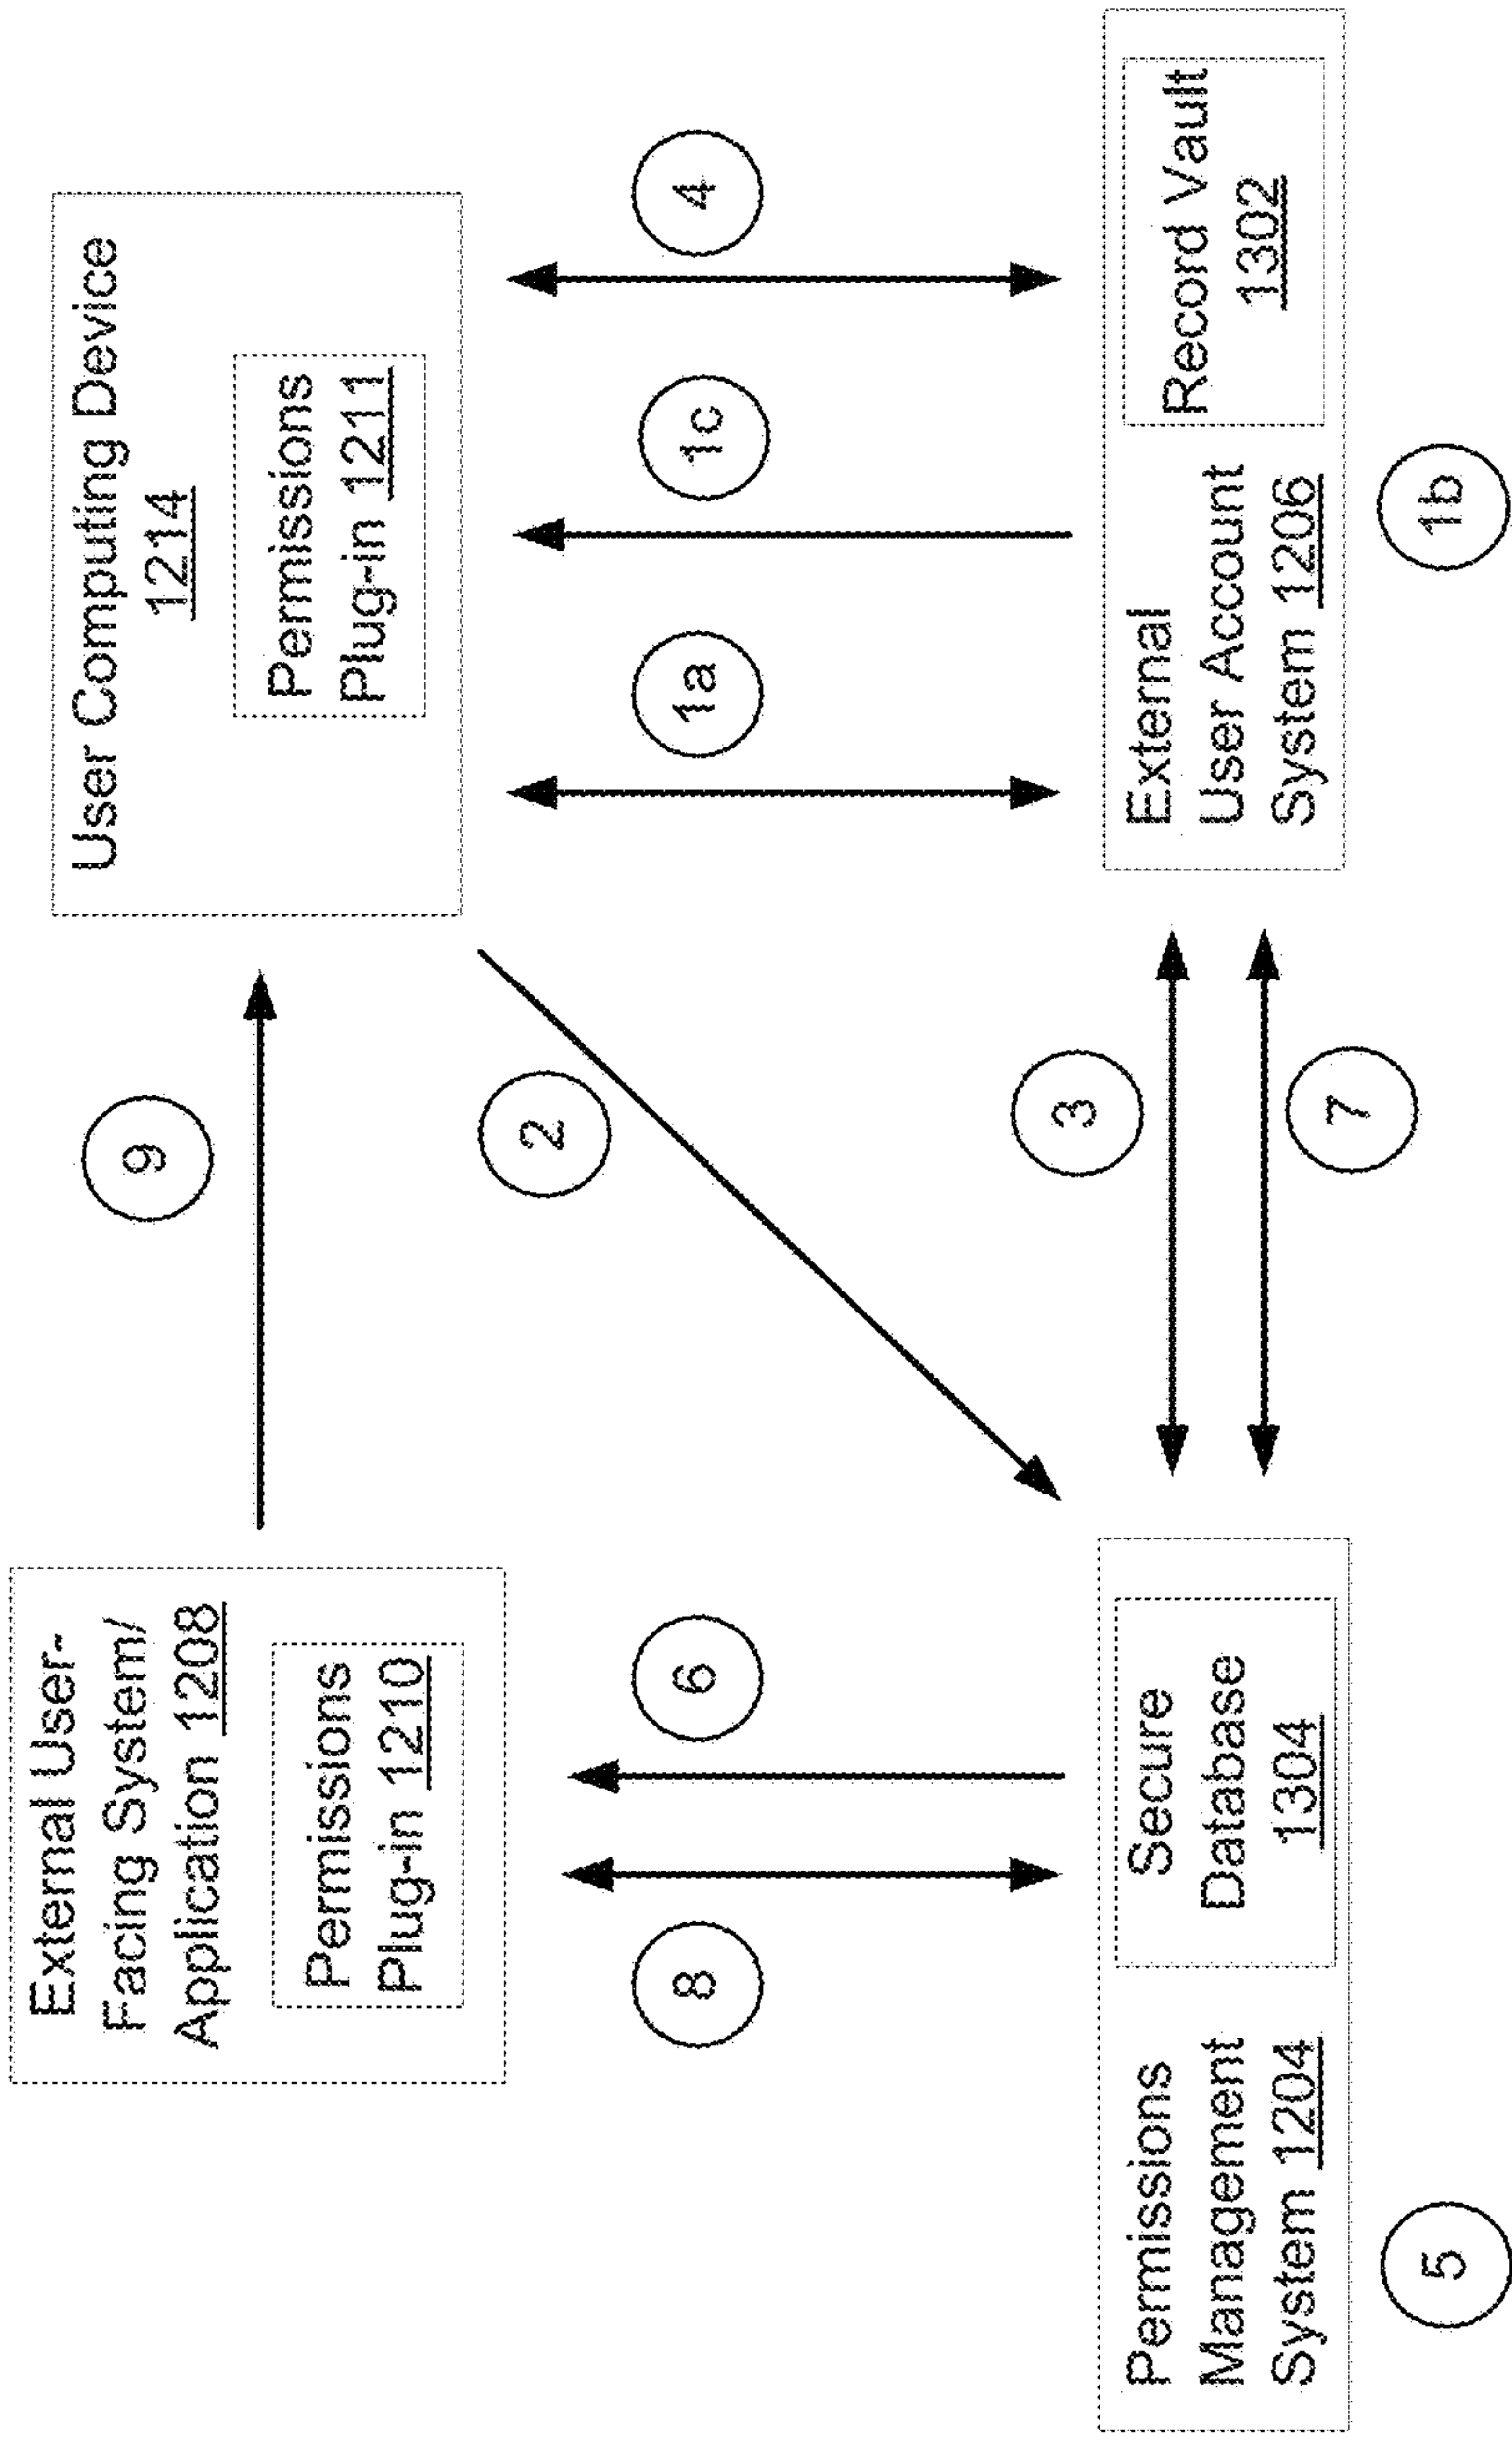 External User-
Facing System/
Application 1208
Permissions
Plug-in 1210
9
User Computing Device
1214
Permissions
Plug-in 1211
8
6
2
1a
1c
4
3
7
Permissions
Management
System 1204
Secure
Database
1304
5
External
User Account
System 1206
Record Vault
1302
1b